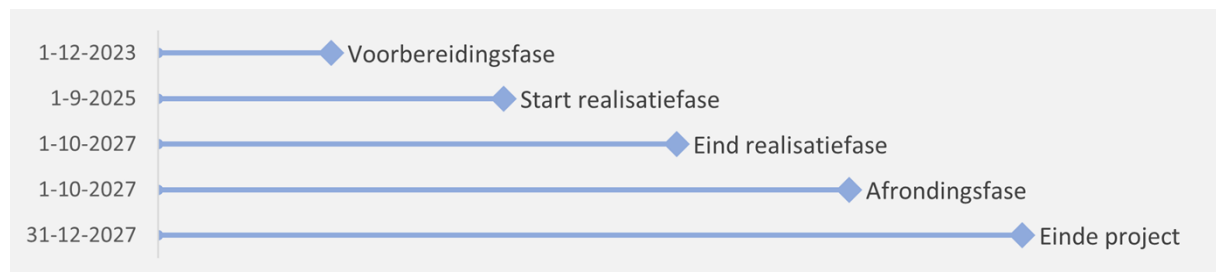 1-12-2023 Voorbereidingsfase
1-9-2025 Start realisatiefase
1-10-2027 Eind realisatiefase
1-10-2027 Afrondingsfase
31-12-2027 Einde project